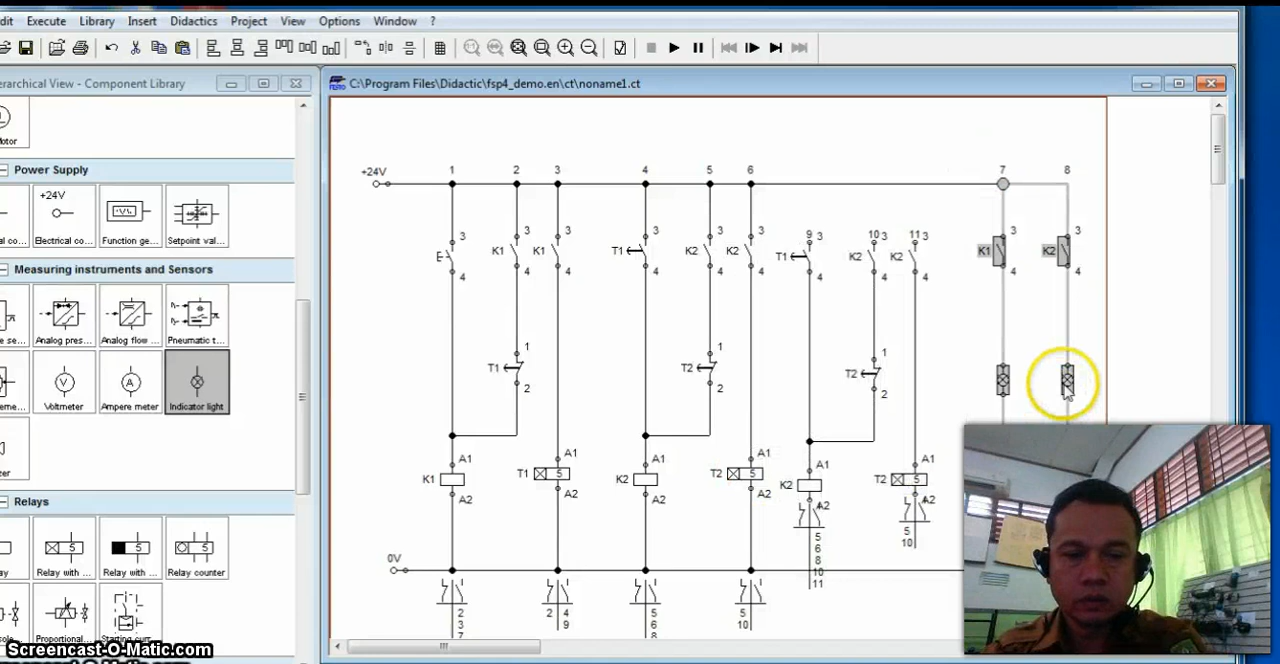 dit Execute Library Insert Didactics Project View Options Window ?
erarchical View - Component Library
C:\Program Files\Didactic\fsp4_demo.en\ct\noname1.ct
otor
Power Supply
+24V
al co... Electrical co... Function ge... Setpoint val...
Measuring instruments and Sensors
e se... Analog pres... Analog flow ... Pneumatic t...
V A
eme... Voltmeter Ampere meter Indicator light
zer
Relays
5 5
ay Relay with ... Relay with ... Relay counter
sole... Proportional... Starting curr...
+24V 1 2 3 4 5 6 7 8
3 3 3 3 3 3 9 3 10 3 11 3 3 3
E K1 K1 T1 K2 K2 T1 K2 K2 K1 K2
4 4 4 4 4 4 4 4 4 4 4
1 1 1
T1 T2 T2
2 2 2
A1 A1 A1 A1 A1 A1
K1 T1 5 K2 T2 5 K2 T2 5
A2 A2 A2 A2 A2 A2
0V
2 3 7
2 4 9
5 6 8
5 10
5 6 8 10 11
5 10
Screencast-O-Matic.com